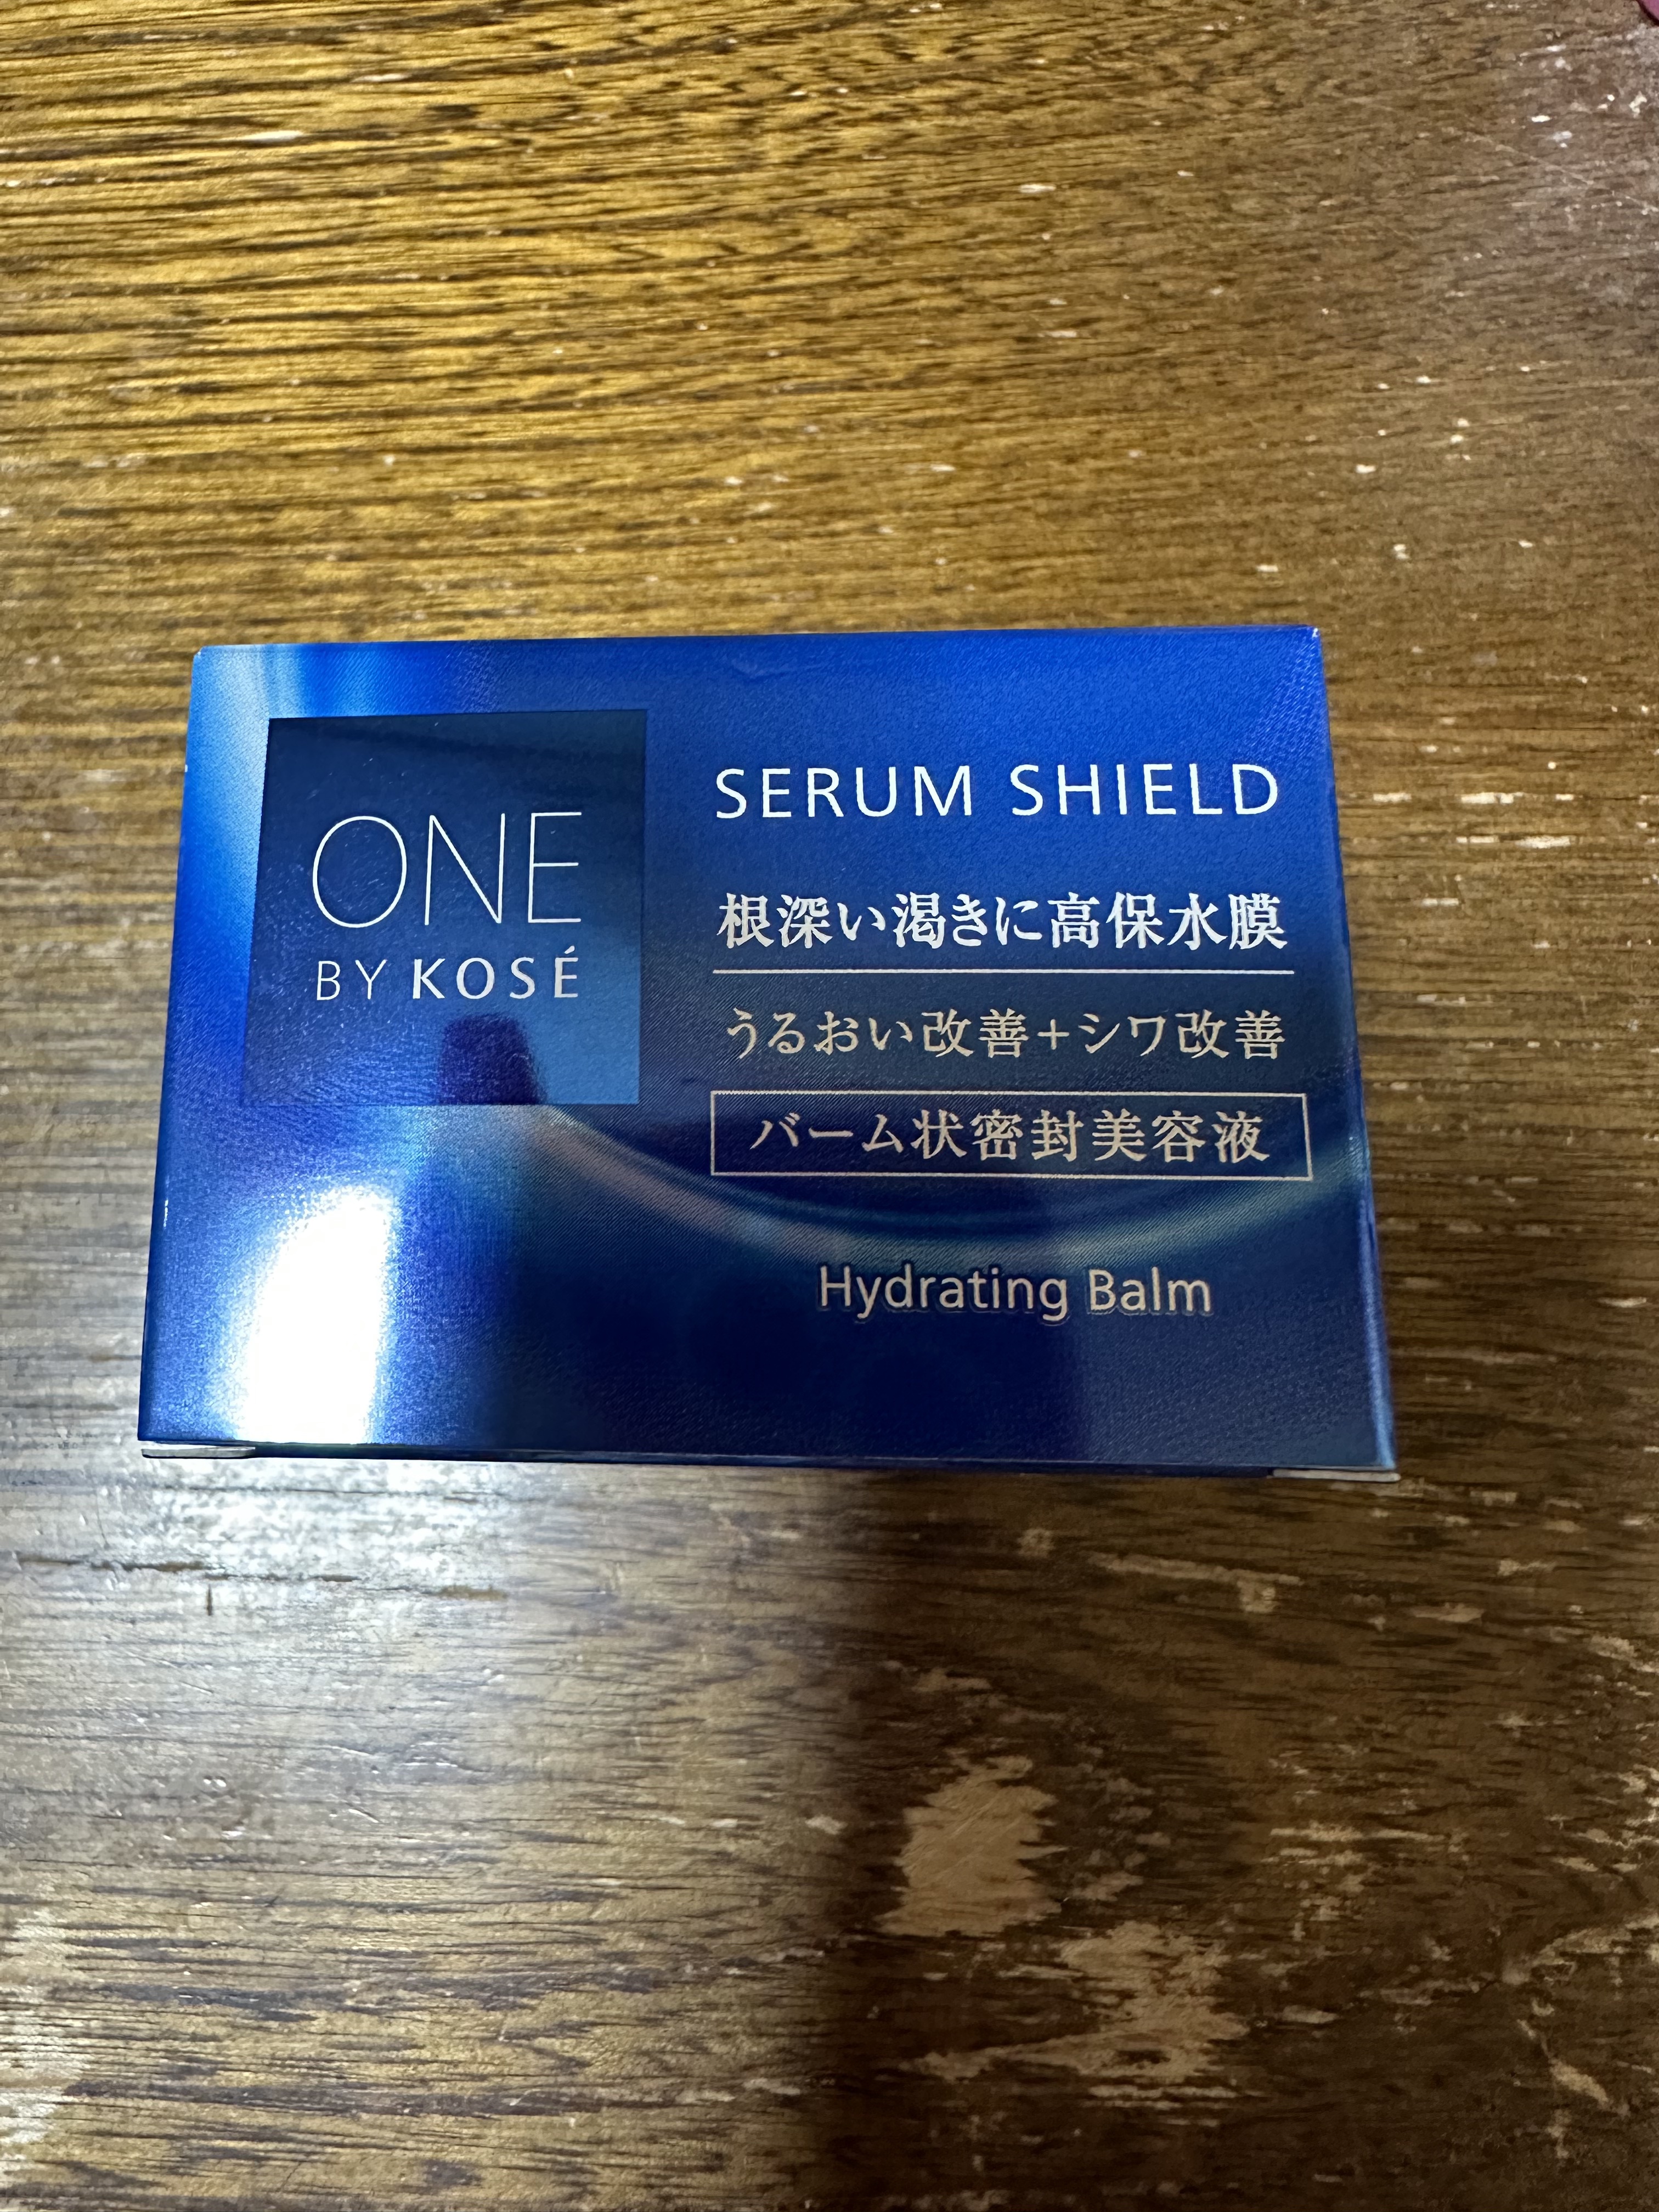 ONE
BY KOSÉ
SERUM SHIELD
根深い渇きに高保水膜
うるおい改善+シワ改善
バーム状密封美容液
Hydrating Balm